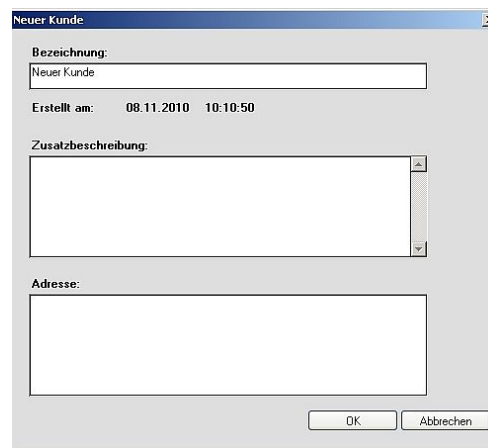 Neuer Kunde
Bezeichnung:
Neuer Kunde
Erstellt am: 08.11.2010 10:10:50
Zusatzbeschreibung:
Adresse:
OK Abbrechen